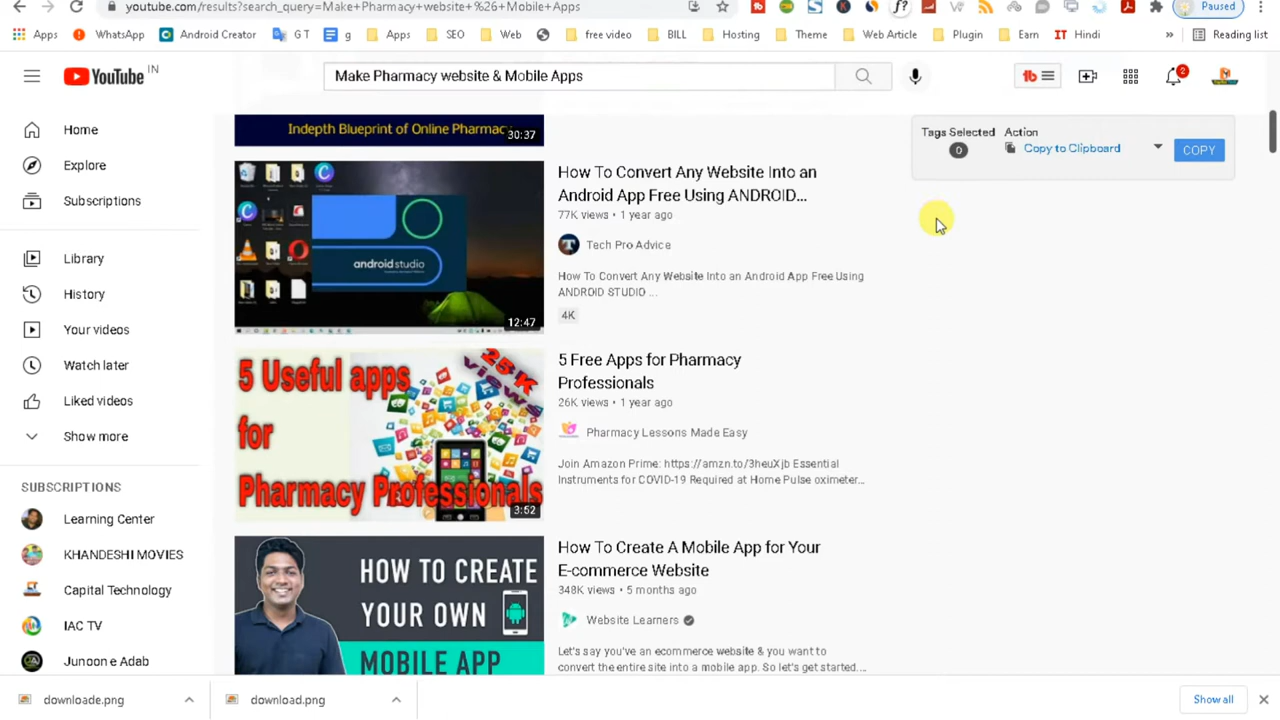 youtube.com/results?search_query=Make+Pharmacy+website+%26+Mobile+Apps
Paused
Apps
WhatsApp
Android Creator
G T
g
Apps
SEO
Web
free video
BILL
Hosting
Theme
Web Article
Plugin
Earn
IT Hindi
»
Reading list
YouTube IN
Make Pharmacy website & Mobile Apps
tb
2
Home
Explore
Subscriptions
Library
History
Your videos
Watch later
Liked videos
Show more
SUBSCRIPTIONS
Learning Center
KHANDESHI MOVIES
Capital Technology
IAC TV
Junoon e Adab
Indepth Blueprint of Online Pharmac
30:37
android studio
12:47
How To Convert Any Website Into an
Android App Free Using ANDROID...
77K views • 1 year ago
Tech Pro Advice
How To Convert Any Website Into an Android App Free Using
ANDROID STUDIO ...
4K
5 Useful apps
for
Pharmacy Professionals
25K
views
3:52
5 Free Apps for Pharmacy
Professionals
26K views • 1 year ago
Pharmacy Lessons Made Easy
Join Amazon Prime: https://amzn.to/3heuXjb Essential
Instruments for COVID-19 Required at Home Pulse oximeter...
HOW TO CREATE
YOUR OWN
MOBILE APP
How To Create A Mobile App for Your
E-commerce Website
348K views • 5 months ago
Website Learners
Let's say you've an ecommerce website & you want to
convert the entire site into a mobile app. So let's get started....
Tags Selected
0
Action
Copy to Clipboard
COPY
downloade.png
download.png
Show all